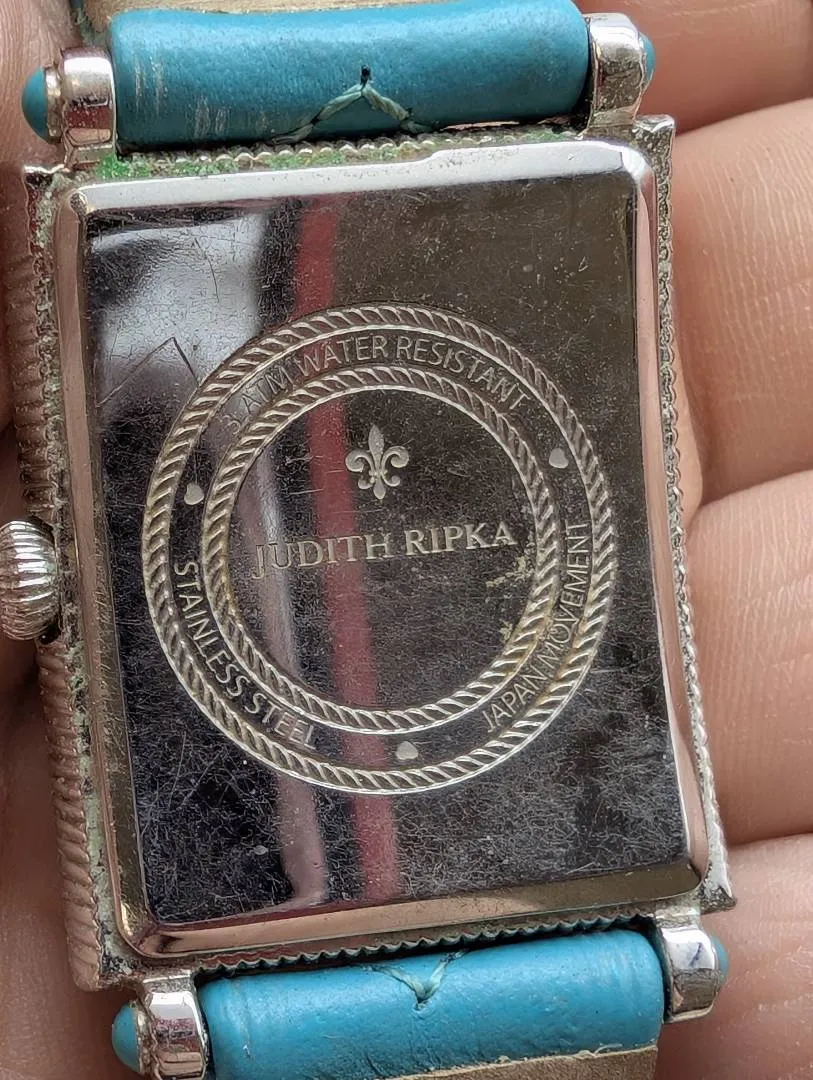 3 ATM WATER RESISTANT
JUDITH RIPKA
STAINLESS STEEL
JAPAN MOVEMENT